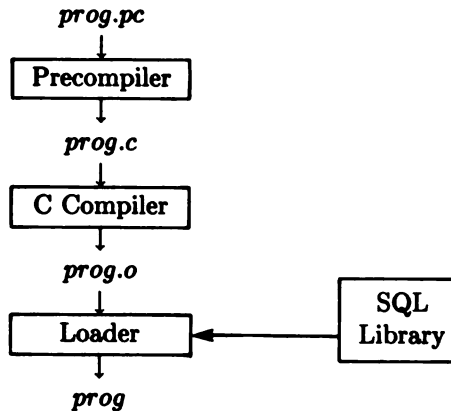 prog.pc
Precompiler
prog.c
C Compiler
prog.o
Loader
SQL
Library
prog